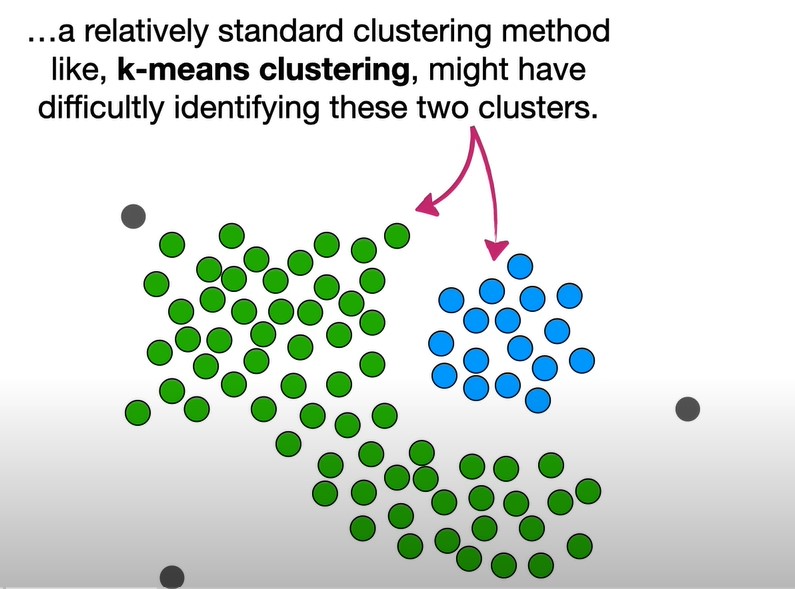 ...a relatively standard clustering method
like, k-means clustering, might have
difficultly identifying these two clusters.